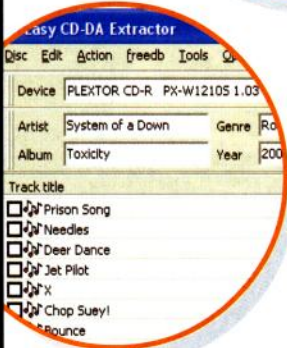 Easy CD-DA Extractor
Disc Edit Action freedb Tools
Device PLEXTOR CD-R PX-W1210S 1.03
Artist System of a Down Genre
Album Toxicity Year
Track title
Prison Song
Needles
Deer Dance
Jet Pilot
X
Chop Suey!
Bounce